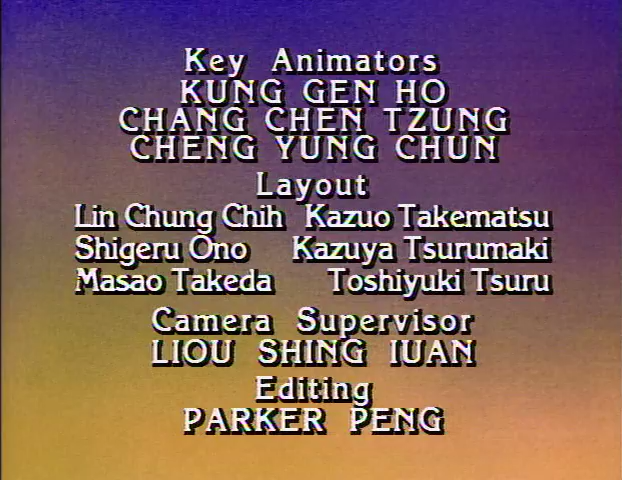 Key Animators
KUNG GEN HO
CHANG CHEN TZUNG
CHENG YUNG CHUN
Layout
Lin Chung Chih Kazuo Takematsu
Shigeru Ono Kazuya Tsurumaki
Masao Takeda Toshiyuki Tsuru
Camera Supervisor
LIOU SHING IUAN
Editing
PARKER PENG